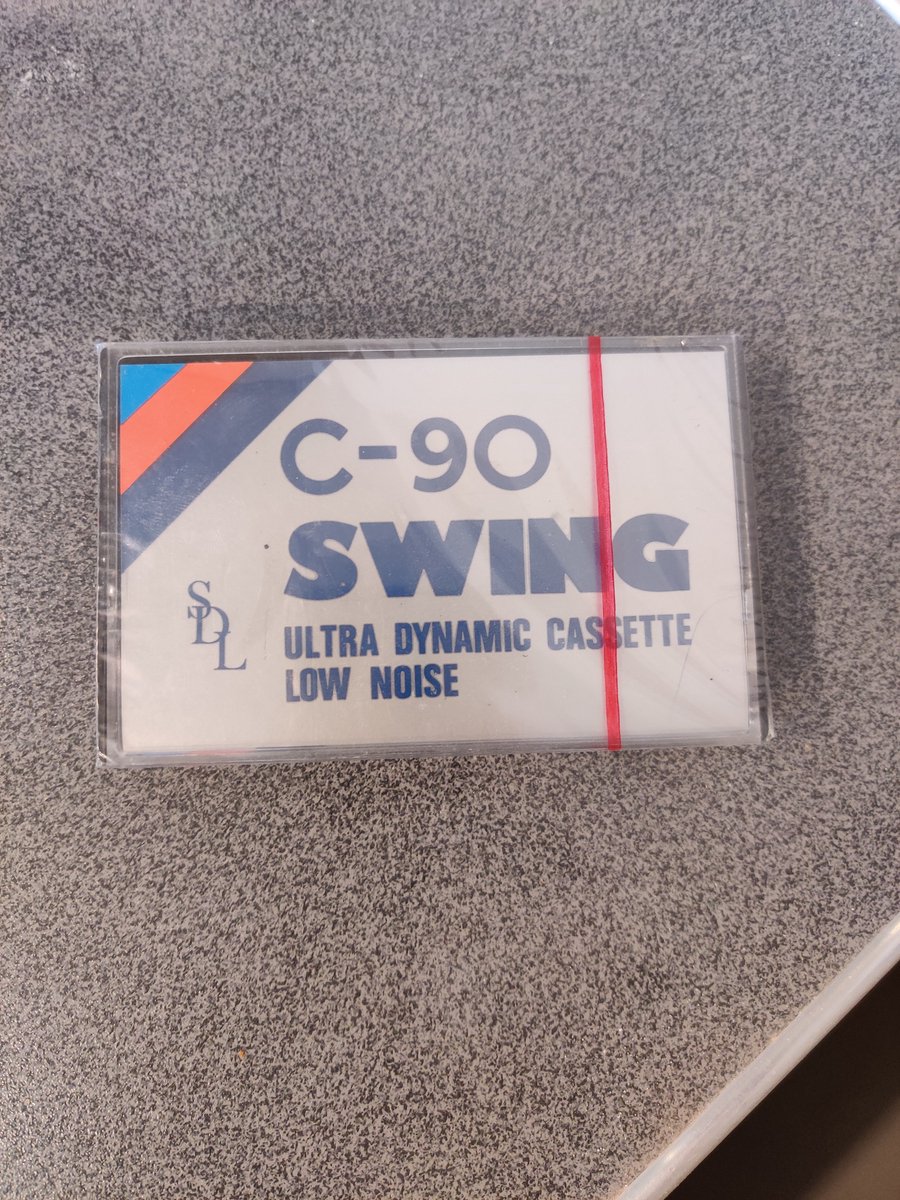 C-90
SWING
SDL
ULTRA DYNAMIC CASSETTE
LOW NOISE